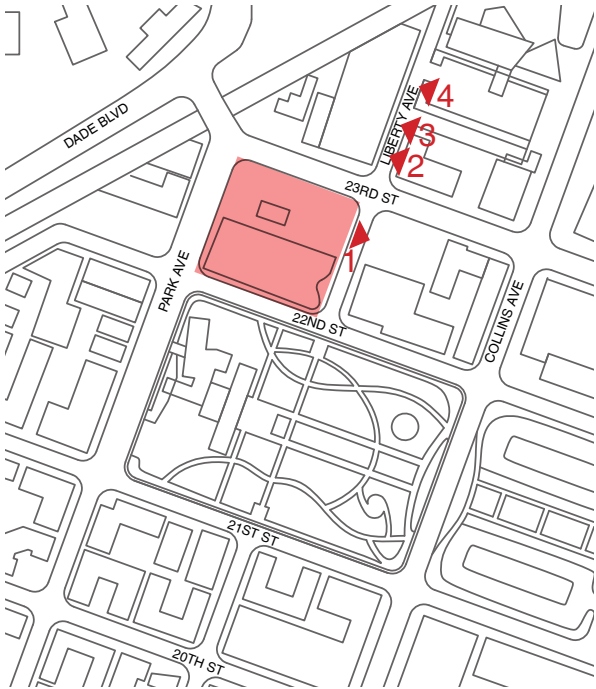 DADE BLVD
LIBERTY AVE
4
3
2
23RD ST
1
PARK AVE
22ND ST
COLLINS AVE
21ST ST
20TH ST